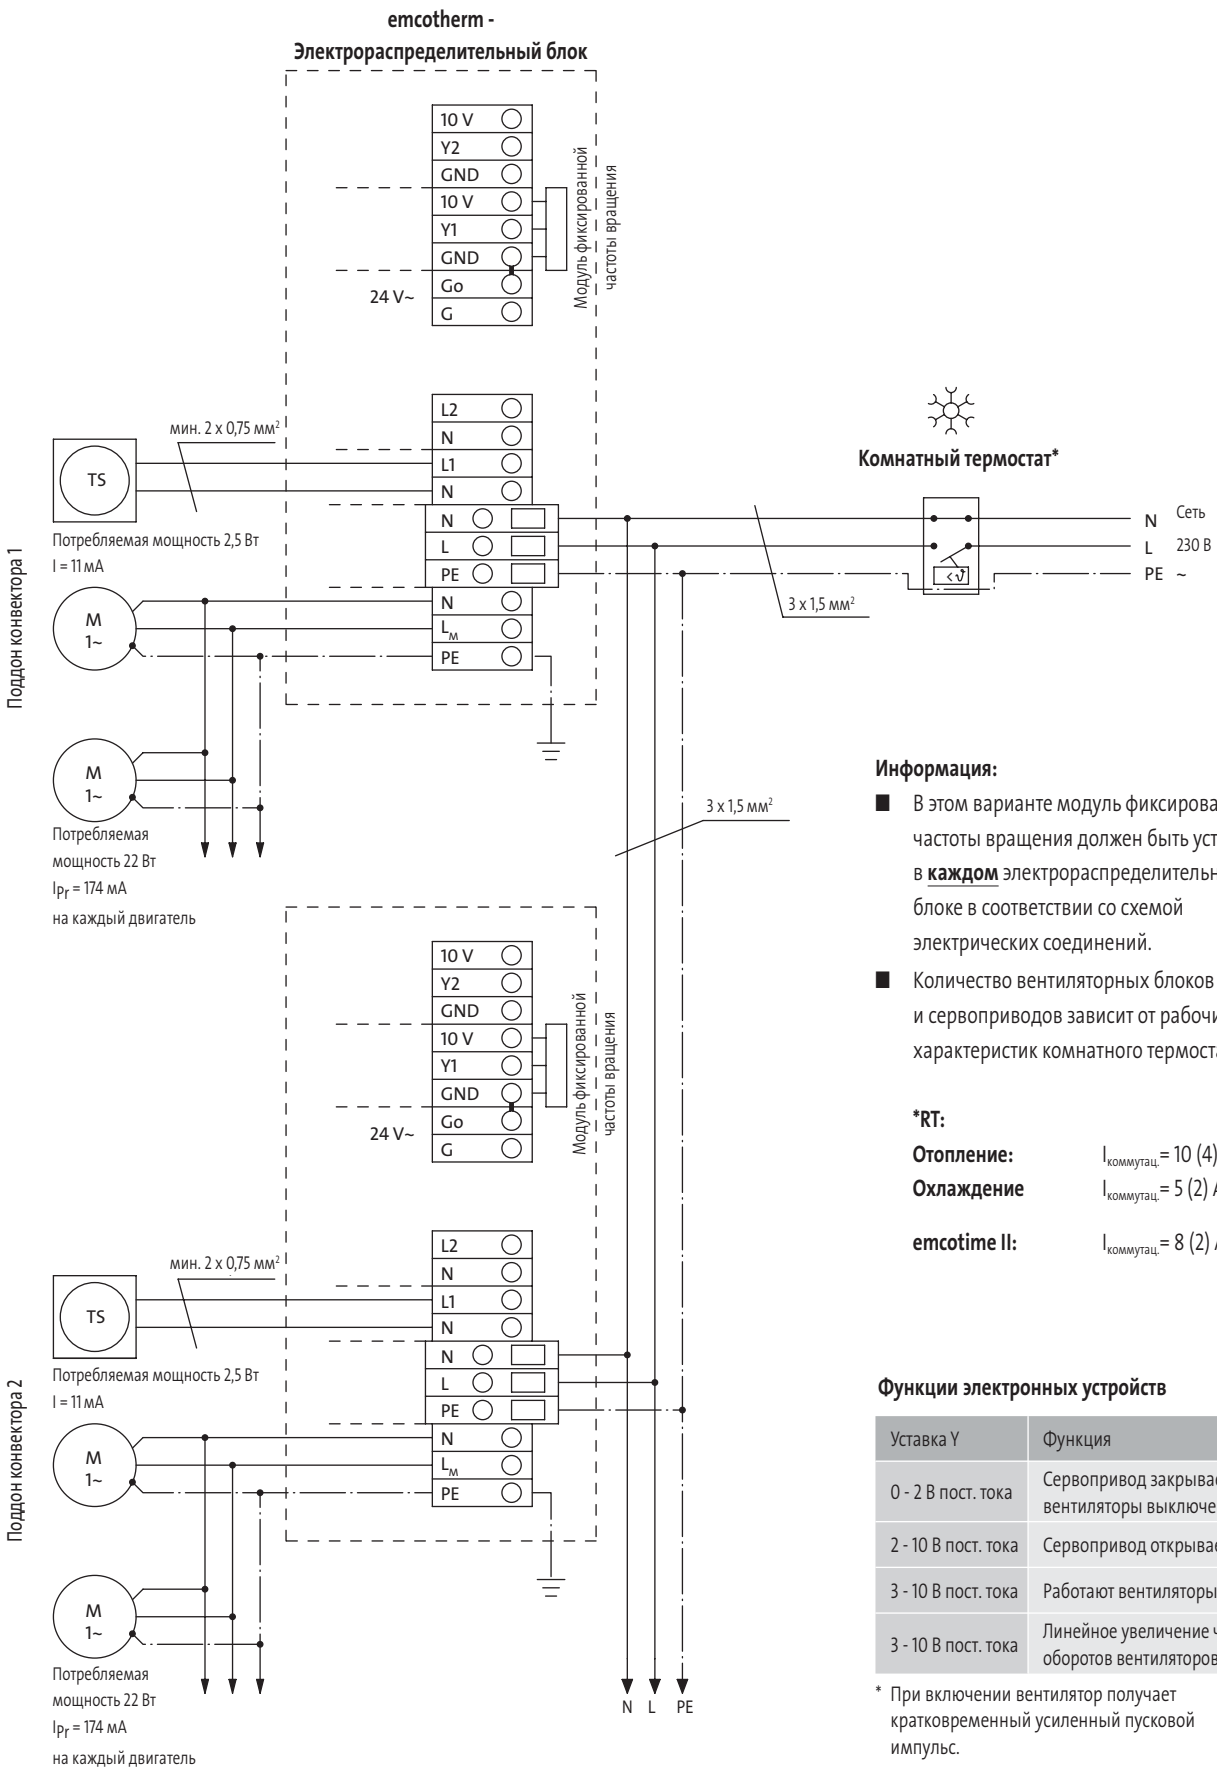 emcotherm -
Электрораспределительный блок
10 V
Y2
GND
10 V
Y1
GND
Go
G
24 V~
Модуль фиксированной
частоты вращения
L2
N
L1
N
N
L
PE
N
Lм
PE
мин. 2 x 0,75 мм²
TS
Потребляемая мощность 2,5 Вт
I = 11 мА
M
1~
Поддон конвектора 1
M
1~
Потребляемая
мощность 22 Вт
IPr = 174 мА
на каждый двигатель
Комнатный термостат*
N
Сеть
L
230 В
PE
~
<ϑ
3 x 1,5 мм²
3 x 1,5 мм²
10 V
Y2
GND
10 V
Y1
GND
Go
G
24 V~
Модуль фиксированной
частоты вращения
L2
N
L1
N
N
L
PE
N
Lм
PE
мин. 2 x 0,75 мм²
TS
Потребляемая мощность 2,5 Вт
I = 11 мА
M
1~
Поддон конвектора 2
M
1~
Потребляемая
мощность 22 Вт
IPr = 174 мА
на каждый двигатель
N L PE
Информация:
В этом варианте модуль фиксирова
частоты вращения должен быть уст
в каждом электрораспределительн
блоке в соответствии со схемой
электрических соединений.
Количество вентиляторных блоков
и сервоприводов зависит от рабочи
характеристик комнатного термоста
*RT:
Отопление: Iкоммутац.= 10 (4)
Охлаждение Iкоммутац.= 5 (2)
emcotime II: Iкоммутац.= 8 (2)
Функции электронных устройств
Уставка Y Функция
0 - 2 В пост. тока Сервопривод закрывае
вентиляторы выключе
2 - 10 В пост. тока Сервопривод открывае
3 - 10 В пост. тока Работают вентиляторы
3 - 10 В пост. тока Линейное увеличение ч
оборотов вентиляторов
* При включении вентилятор получает
кратковременный усиленный пусковой
импульс.